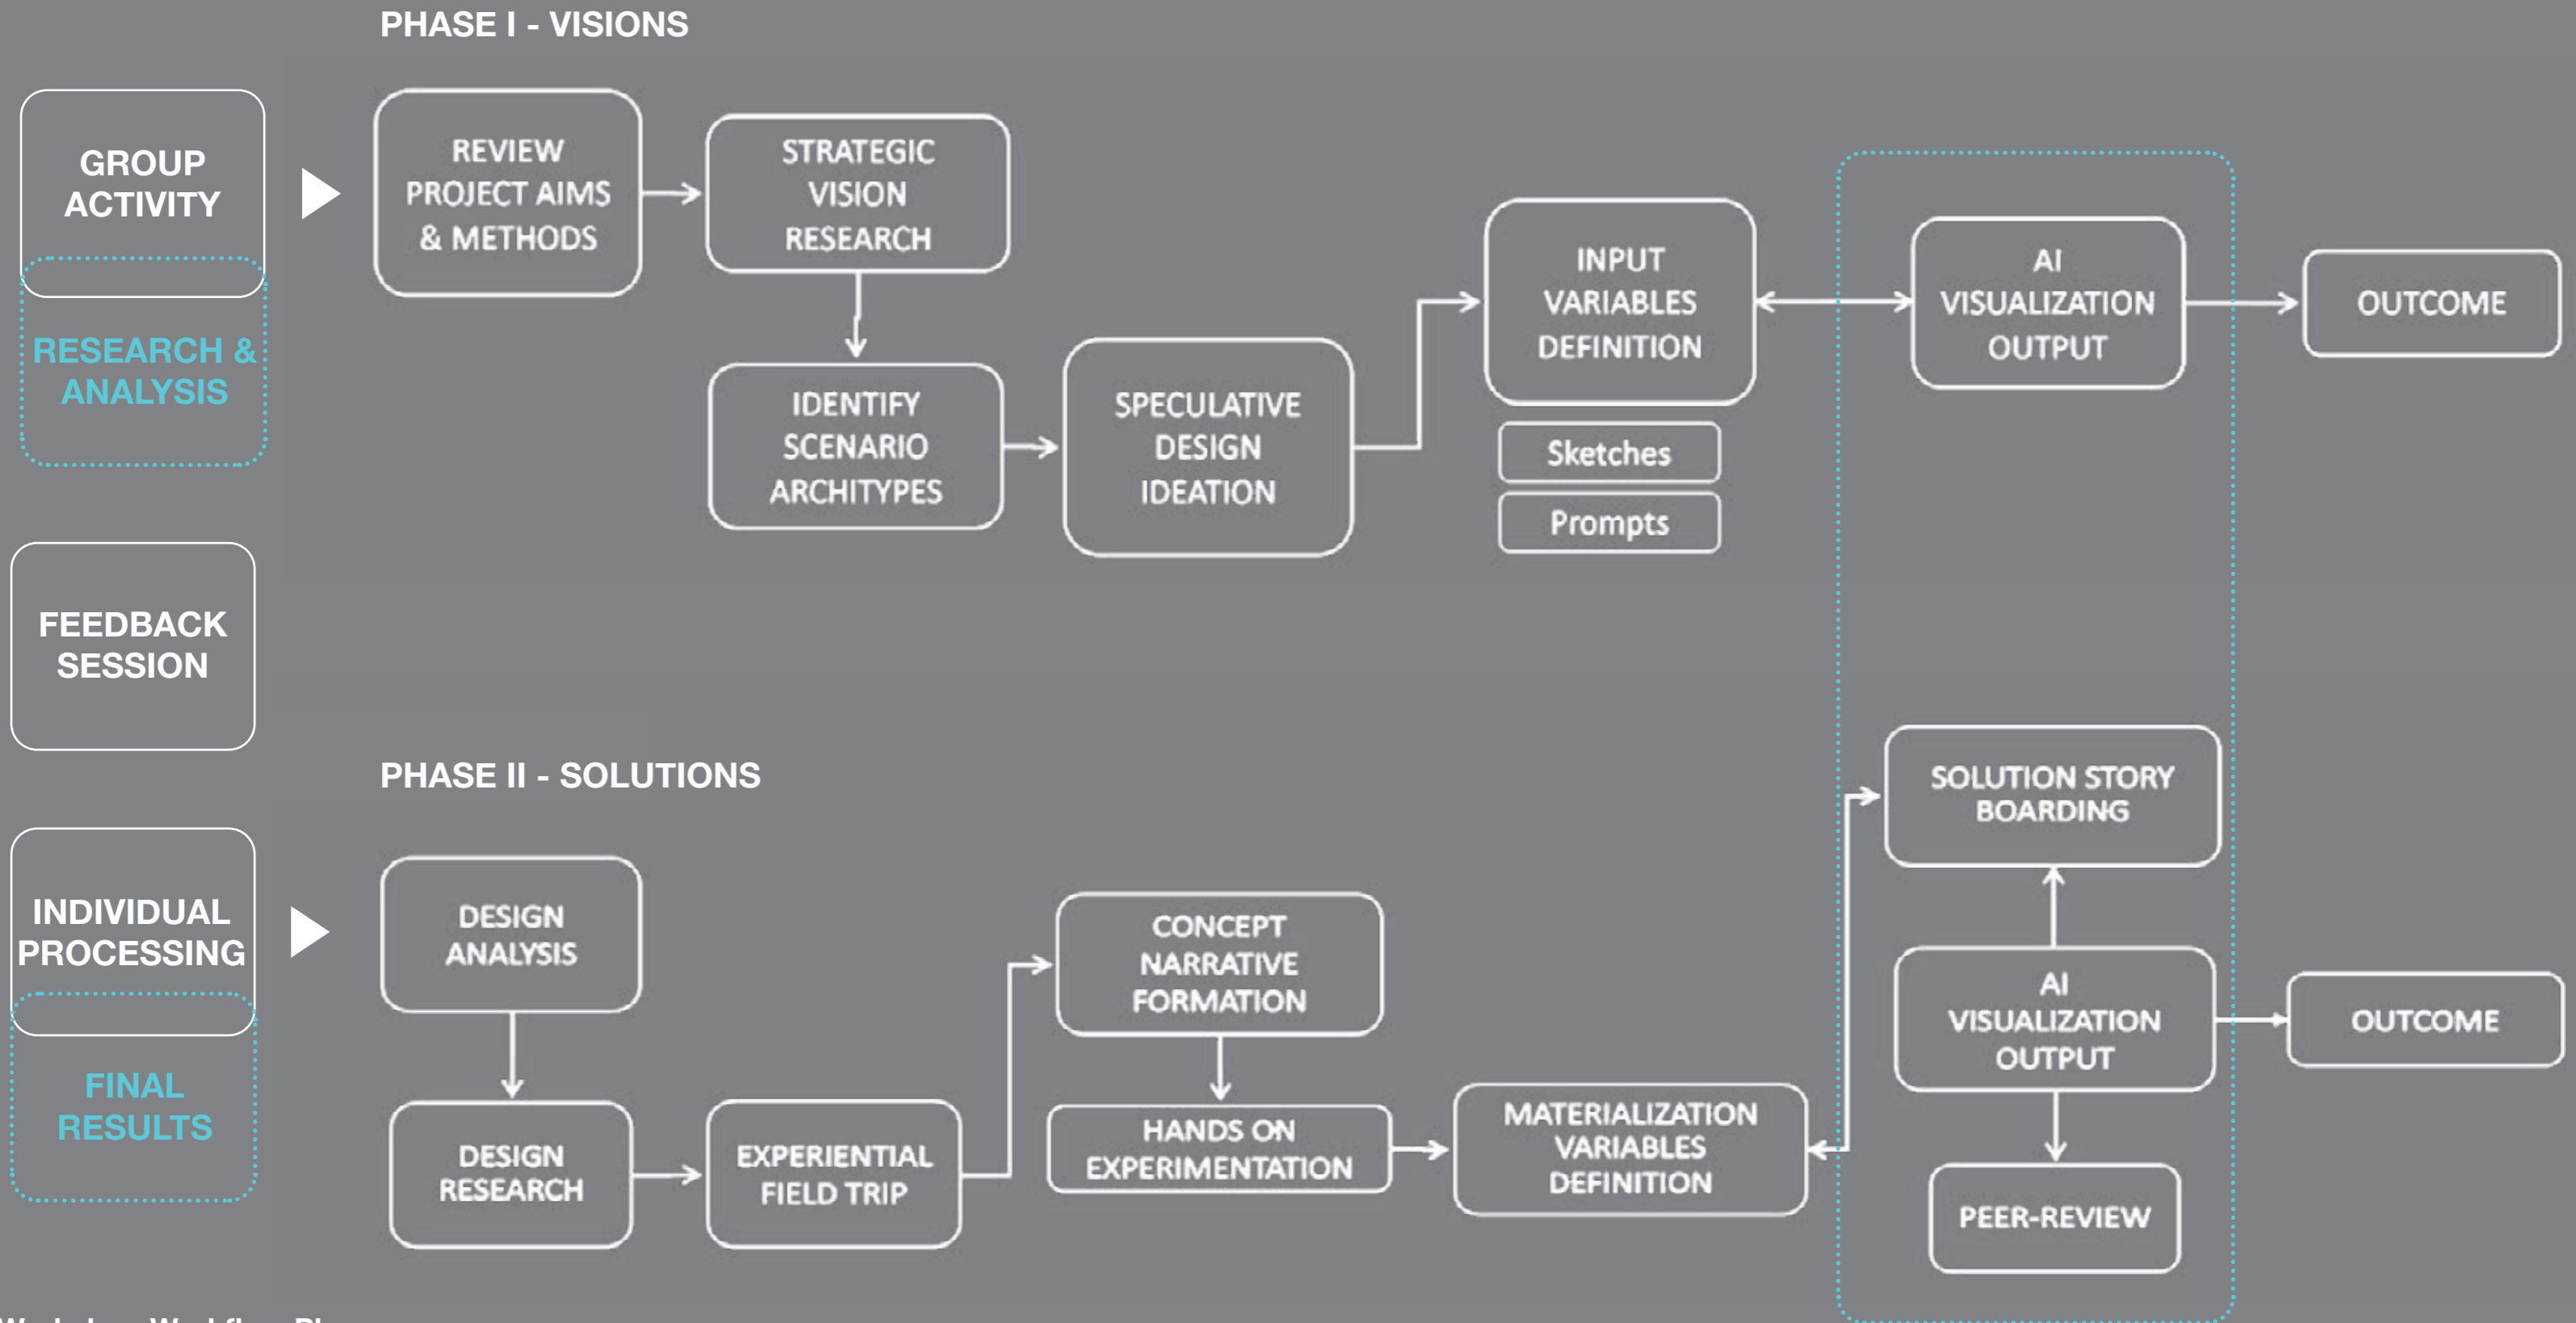 PHASE I - VISIONS
GROUP
ACTIVITY
RESEARCH &
ANALYSIS
REVIEW
PROJECT AIMS
& METHODS
STRATEGIC
VISION
RESEARCH
IDENTIFY
SCENARIO
ARCHITYPES
SPECULATIVE
DESIGN
IDEATION
INPUT
VARIABLES
DEFINITION
Sketches
Prompts
AI
VISUALIZATION
OUTPUT
OUTCOME
FEEDBACK
SESSION
PHASE II - SOLUTIONS
INDIVIDUAL
PROCESSING
FINAL
RESULTS
DESIGN
ANALYSIS
DESIGN
RESEARCH
EXPERIENTIAL
FIELD TRIP
CONCEPT
NARRATIVE
FORMATION
HANDS ON
EXPERIMENTATION
MATERIALIZATION
VARIABLES
DEFINITION
SOLUTION STORY
BOARDING
AI
VISUALIZATION
OUTPUT
PEER-REVIEW
OUTCOME